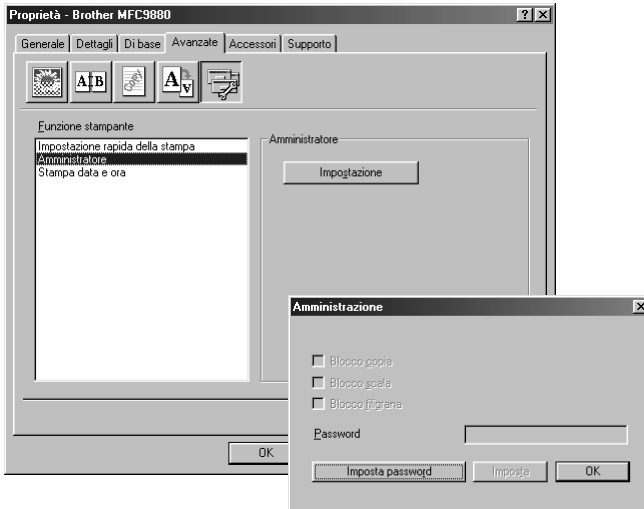 Proprietà - Brother MFC9880
Generale Dettagli Di base Avanzate Accessori Supporto
A B
Copy
A A
Funzione stampante
Impostazione rapida della stampa
Amministratore
Stampa data e ora
Amministratore
Impostazione
OK
Amministrazione
Blocco copia
Blocco scala
Blocco filigrana
Password
Imposta password Imposta OK